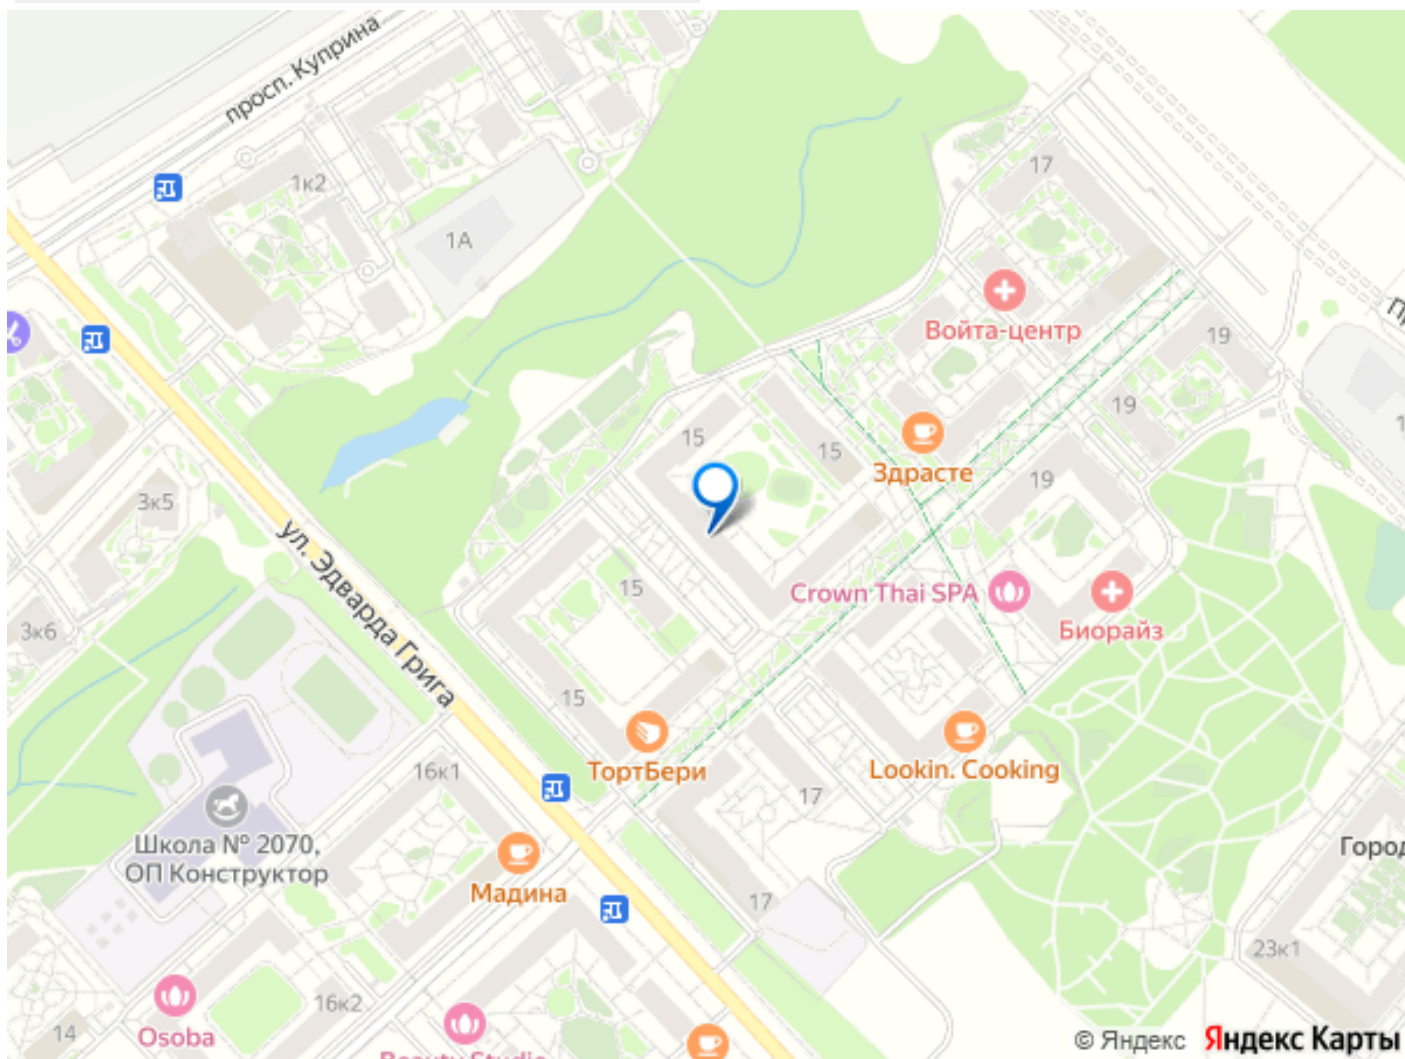 просп. Куприна
1к2
1А
17
Войта-центр
19
19
15
15
Здрасте
19
3к5
ул. Эдварда Грига
15
Crown Thai SPA
Биорайз
3к6
15
ТортБери
Lookin. Cooking
16к1
17
Школа № 2070,
ОП Конструктор
Мадина
Город
17
23к1
16к2
14
Osoba
© Яндекс Яндекс Карты